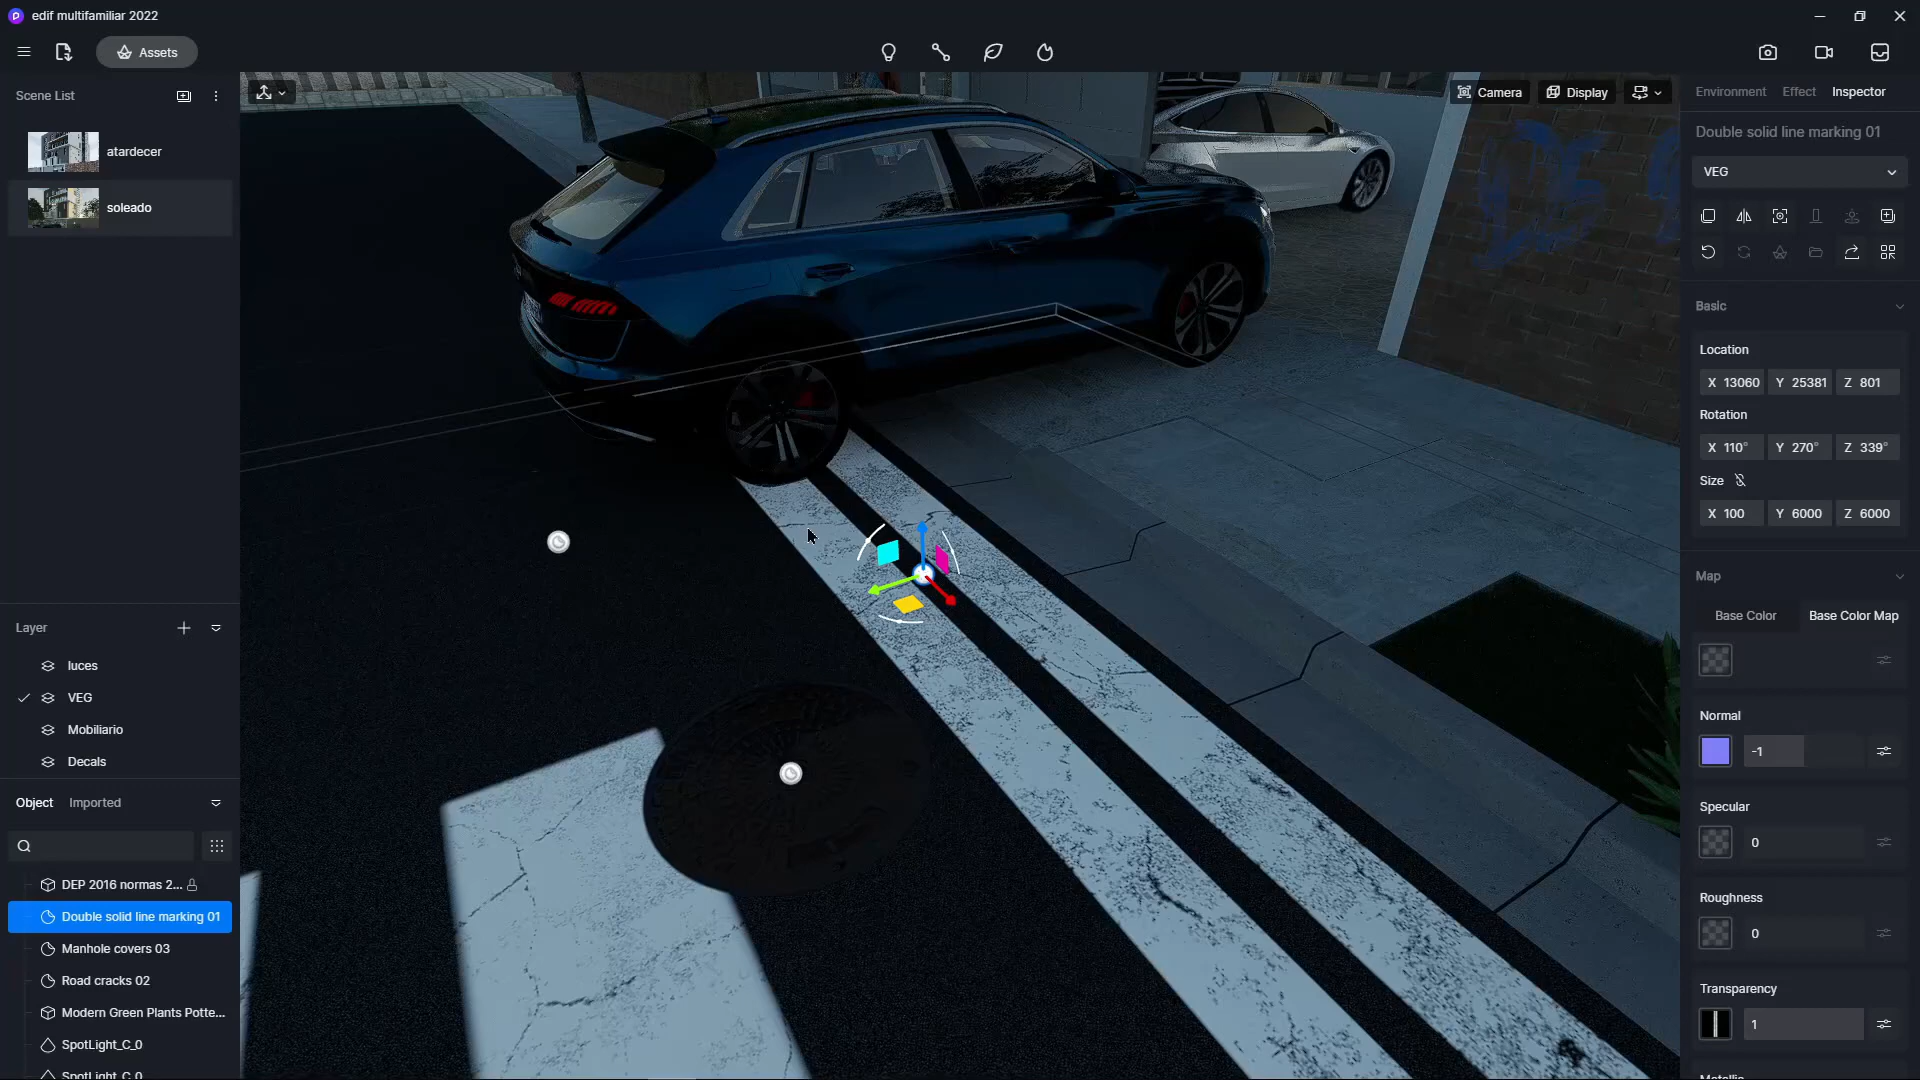 edif multifamiliar 2022
Assets
Scene List
atardecer
soleado
Layer
luces
VEG
Mobiliario
Decals
Object Imported
DEP 2016 normas 2...
Double solid line marking 01
Manhole covers 03
Road cracks 02
Modern Green Plants Potte...
SpotLight_C_0
SpotLight_C_0
Camera
Display
Environment Effect Inspector
Double solid line marking 01
VEG
Basic
Location
X 13060 Y 25381 Z 801
Rotation
X 110° Y 270° Z 339°
Size
X 100 Y 6000 Z 6000
Map
Base Color Base Color Map
Normal
-1
Specular
0
Roughness
0
Transparency
1
Metallic